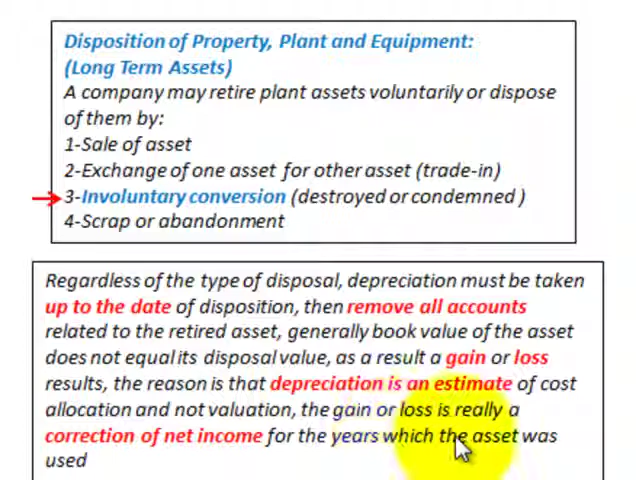 Disposition of Property, Plant and Equipment:
(Long Term Assets)
A company may retire plant assets voluntarily or dispose
of them by:
1-Sale of asset
2-Exchange of one asset for other asset (trade-in)
3-Involuntary conversion (destroyed or condemned )
4-Scrap or abandonment
Regardless of the type of disposal, depreciation must be taken
up to the date of disposition, then remove all accounts
related to the retired asset, generally book value of the asset
does not equal its disposal value, as a result a gain or loss
results, the reason is that depreciation is an estimate of cost
allocation and not valuation, the gain or loss is really a
correction of net income for the years which the asset was
used